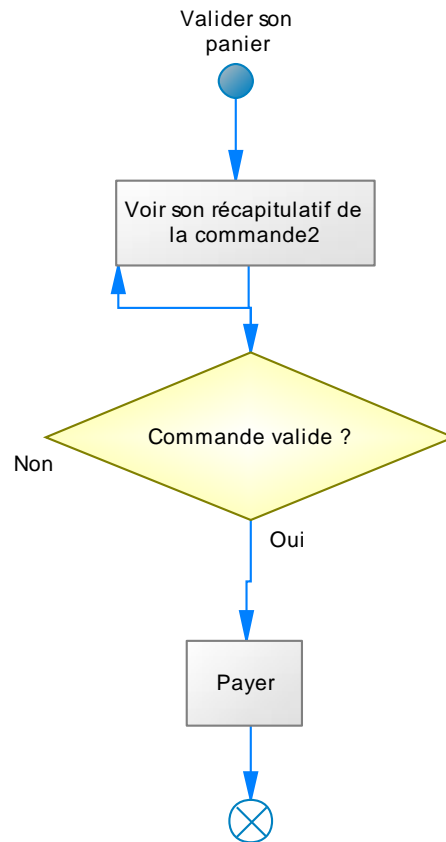 Valider son
panier
Voir son récapitulatif de
la commande2
Commande valide ?
Non
Oui
Payer